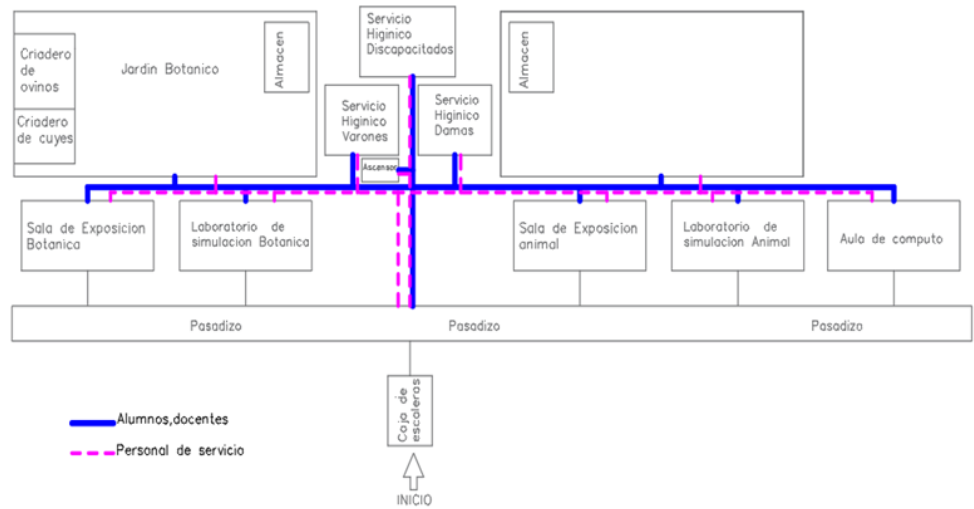 Servicio
Higinico
Discapacitados
Criadero
de
ovinos
Jardin Botanico
Almacen
Almacen
Criadero
de cuyes
Servicio
Higinico
Varones
Servicio
Higinico
Damas
Ascensor
Sala de Exposicion
Botanica
Laboratorio de
simulacion Botanica
Sala de Exposicion
animal
Laboratorio de
simulacion Animal
Aula de computo
Pasadizo
Pasadizo
Pasadizo
Caja de
escaleras
Alumnos,docentes
Personal de servicio
INICIO